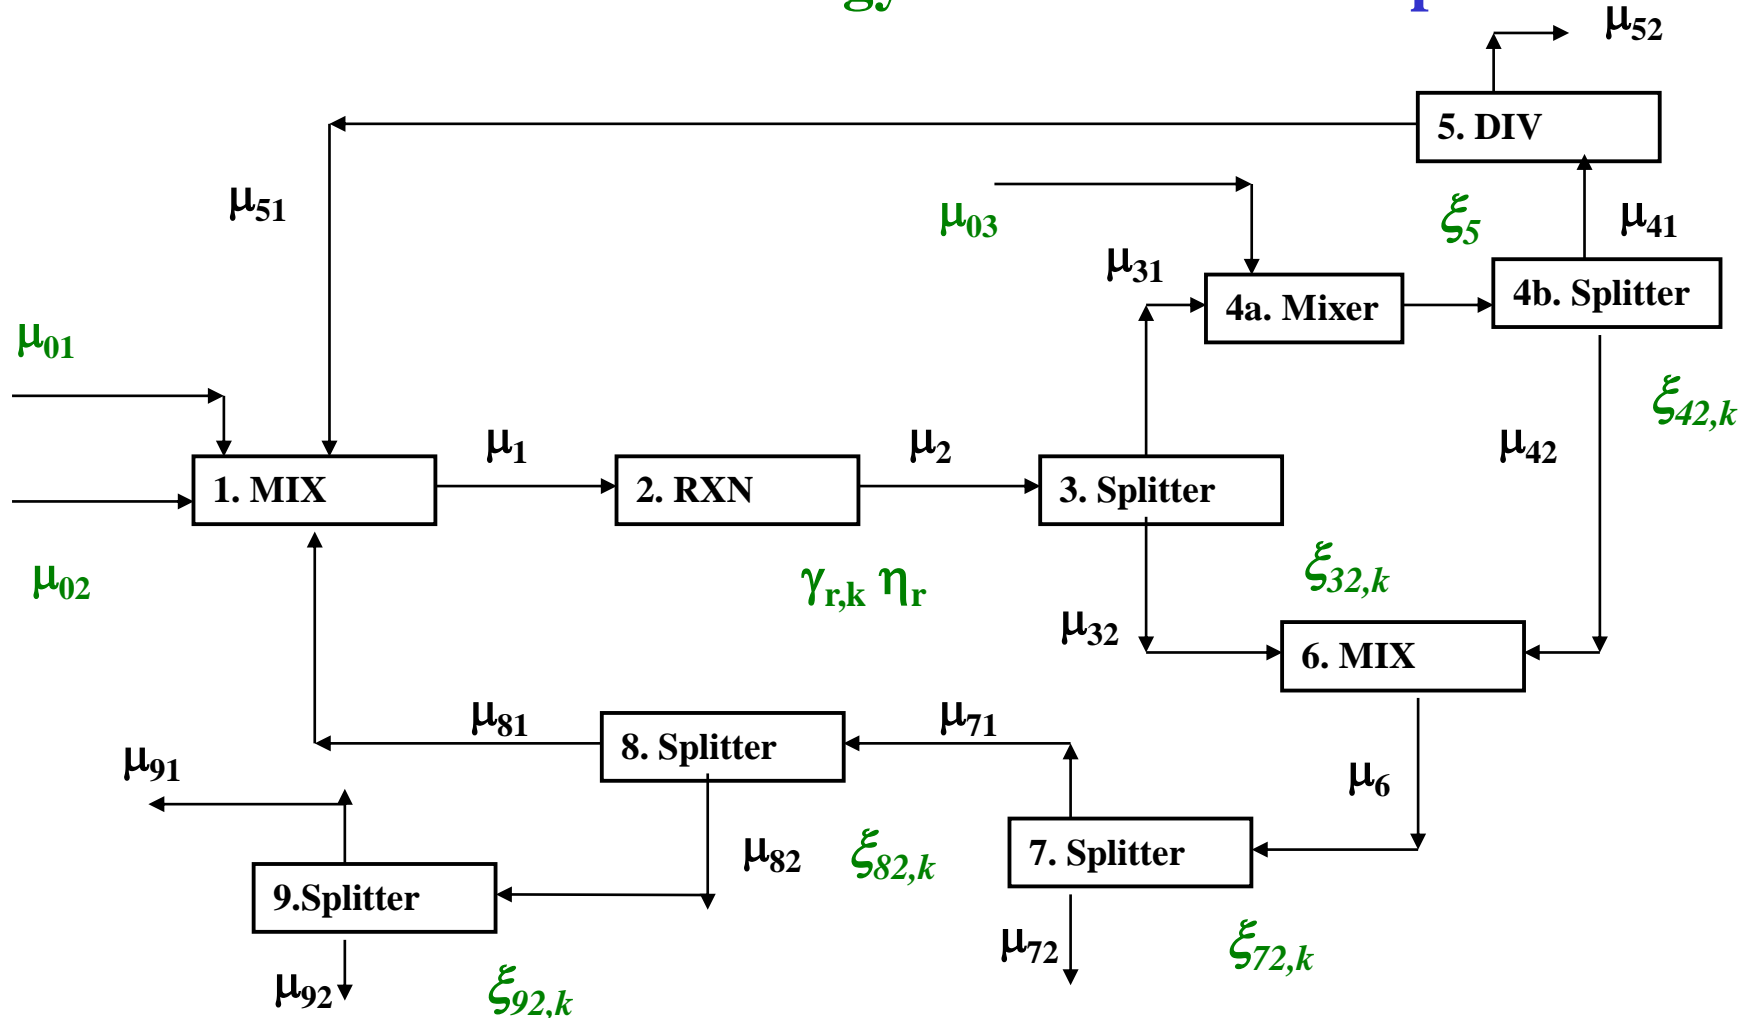 gy
p
μ52
5. DIV
μ51
μ03
ξ5
μ41
μ31
4a. Mixer
4b. Splitter
μ01
ξ42,k
μ1
μ2
μ42
1. MIX
2. RXN
3. Splitter
μ02
γr,k ηr
ξ32,k
μ32
6. MIX
μ81
μ71
8. Splitter
μ91
μ6
μ82
ξ82,k
7. Splitter
9.Splitter
μ72
ξ72,k
μ92
ξ92,k